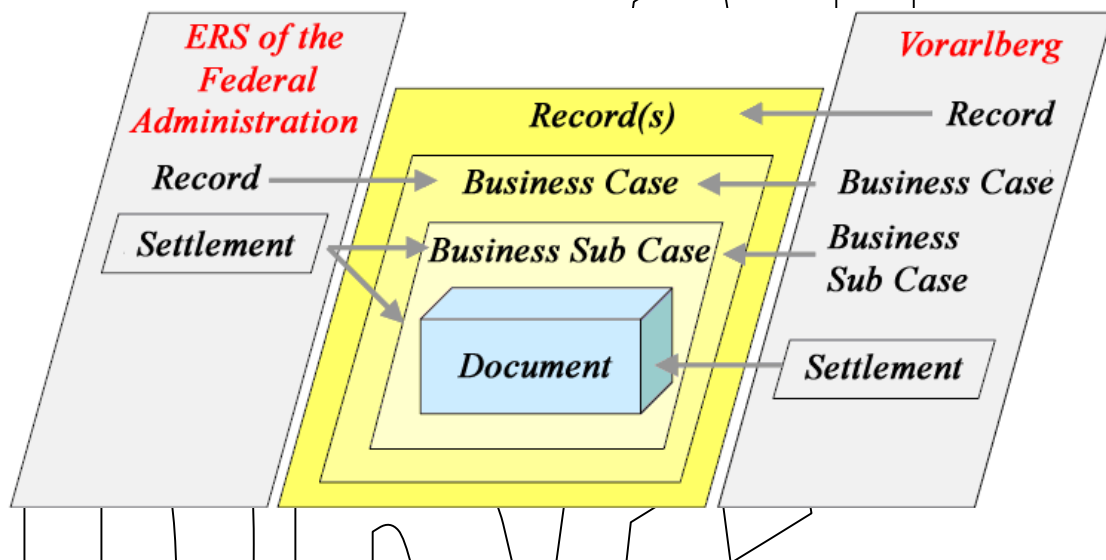 ERS of the
Federal
Administration
Record
Settlement
Record(s)
Business Case
Business Sub Case
Document
Vorarlberg
Record
Business Case
Business
Sub Case
Settlement